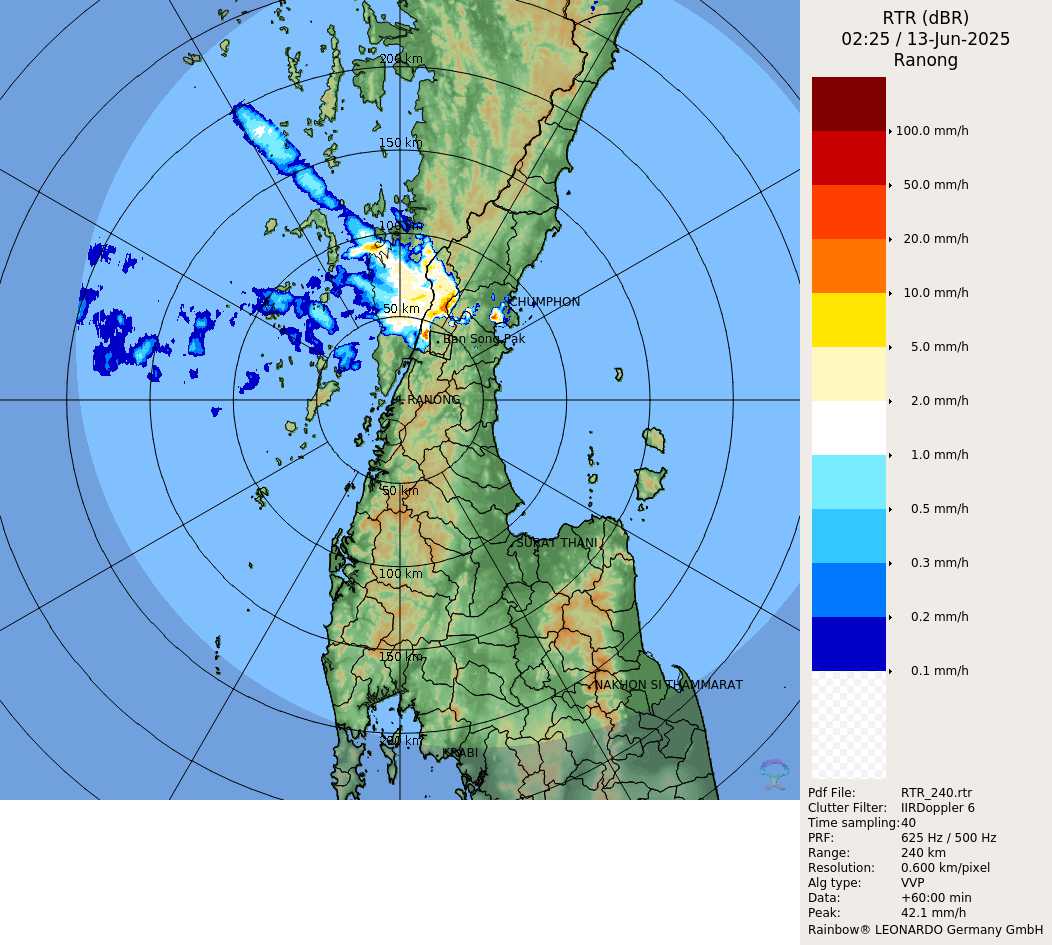 RTR (dBR)
02:25 / 13-Jun-2025
Ranong
200 km
150 km
100 km
50 km
CHUMPHON
Ban Song Pak
RANONG
50 km
SURAT THANI
100 km
150 km
NAKHON SI THAMMARAT
200 km
KRABI
100.0 mm/h
50.0 mm/h
20.0 mm/h
10.0 mm/h
5.0 mm/h
2.0 mm/h
1.0 mm/h
0.5 mm/h
0.3 mm/h
0.2 mm/h
0.1 mm/h
Pdf File: RTR_240.rtr
Clutter Filter: IIRDoppler 6
Time sampling: 40
PRF: 625 Hz / 500 Hz
Range: 240 km
Resolution: 0.600 km/pixel
Alg type: VVP
Data: +60:00 min
Peak: 42.1 mm/h
Rainbow® LEONARDO Germany GmbH